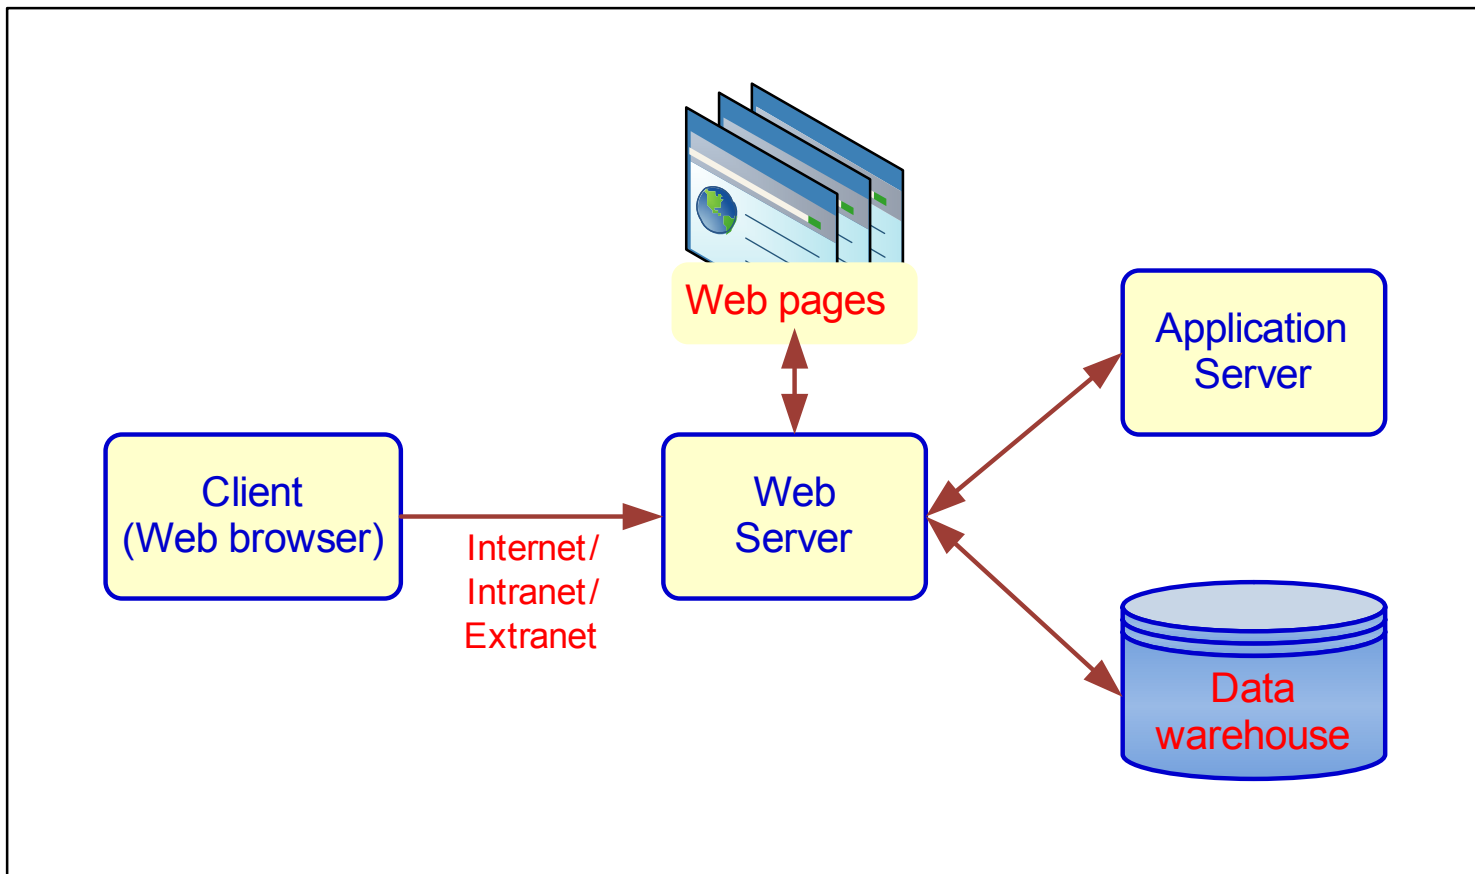 Web pages
Application
Server
Client
(Web browser)
Web
Server
Internet/
Intranet/
Extranet
Data
warehouse